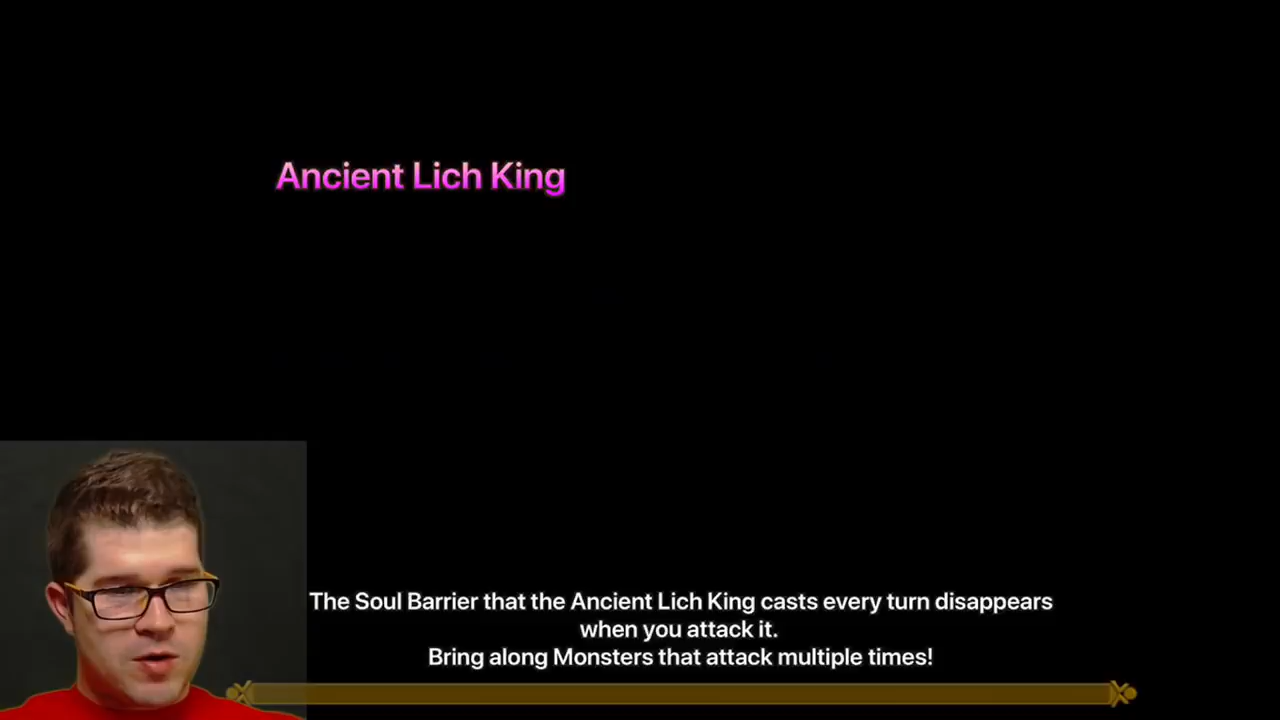 Ancient Lich King
The Soul Barrier that the Ancient Lich King casts every turn disappears
when you attack it.
Bring along Monsters that attack multiple times!